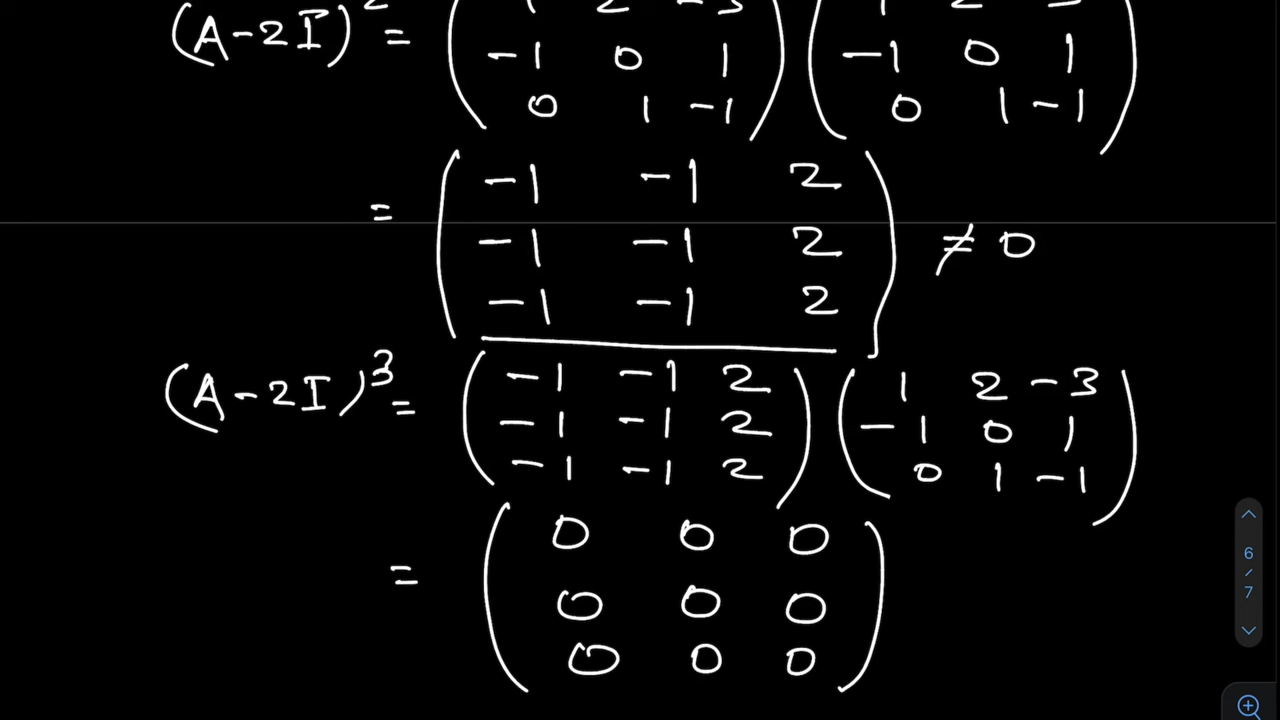 (A-2I)² = ( 1 2 -3 ) ( 1 2 -3 )
( -1 0 1 ) ( -1 0 1 )
( 0 1 -1 ) ( 0 1 -1 )
= ( -1 -1 2 )
( -1 -1 2 ) ≠ 0
( -1 -1 2 )
(A-2I)³ = ( -1 -1 2 ) ( 1 2 -3 )
( -1 -1 2 ) ( -1 0 1 )
( -1 -1 2 ) ( 0 1 -1 )
= ( 0 0 0 )
( 0 0 0 )
( 0 0 0 )
6
/
7